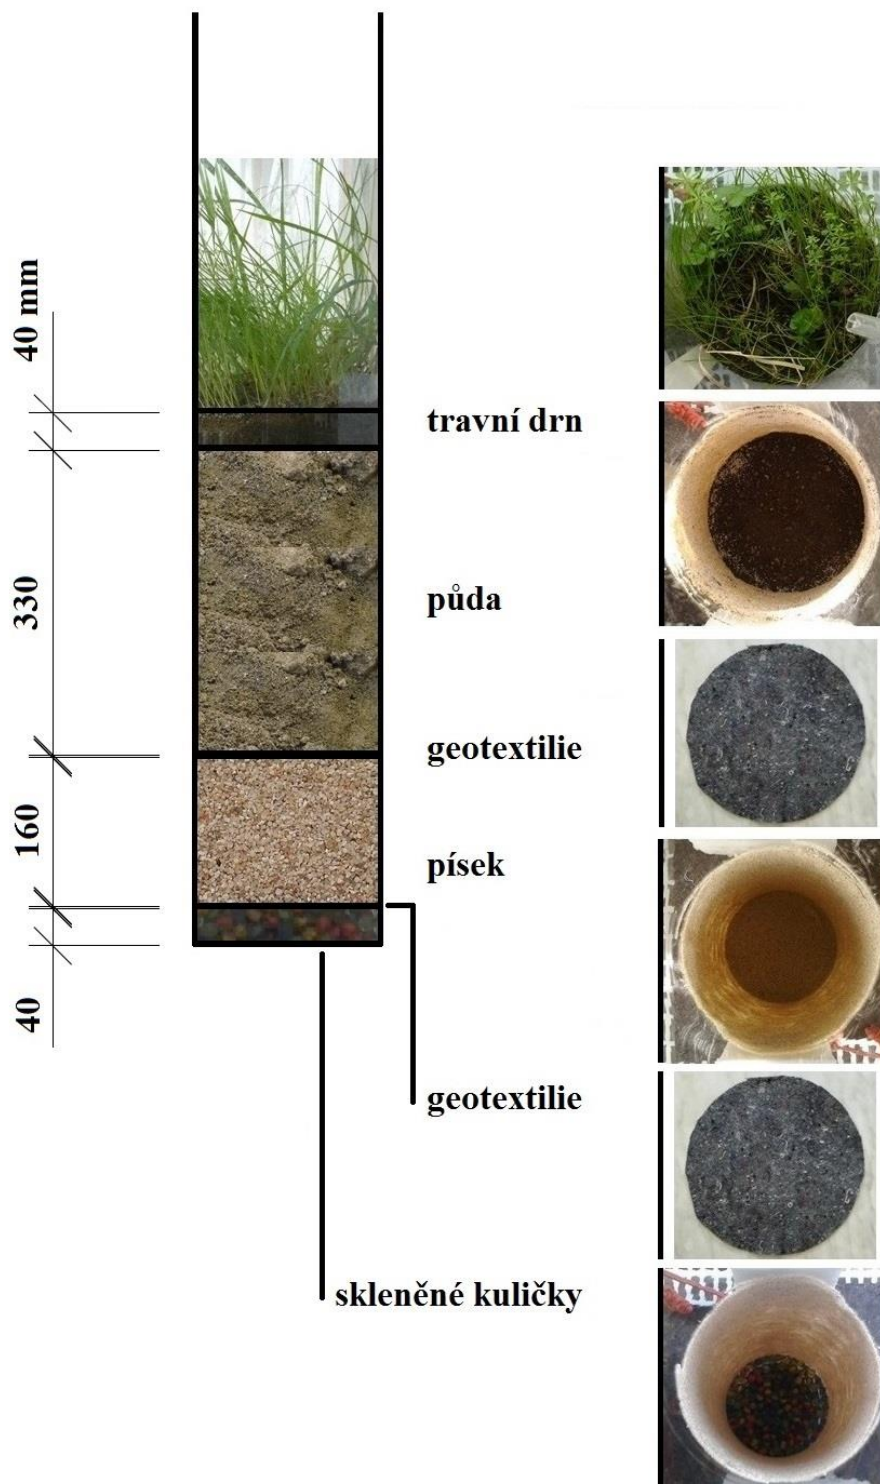 40 mm
travní drn
330
půda
geotextilie
160
písek
40
geotextilie
skleněné kuličky